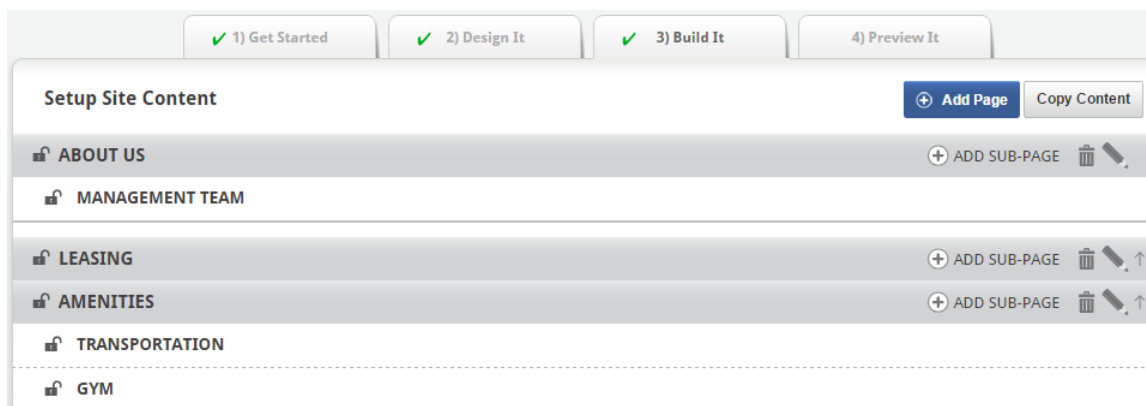 1) Get Started 2) Design It 3) Build It 4) Preview It
Setup Site Content Add Page Copy Content
ABOUT US ADD SUB-PAGE
MANAGEMENT TEAM
LEASING ADD SUB-PAGE
AMENITIES ADD SUB-PAGE
TRANSPORTATION
GYM